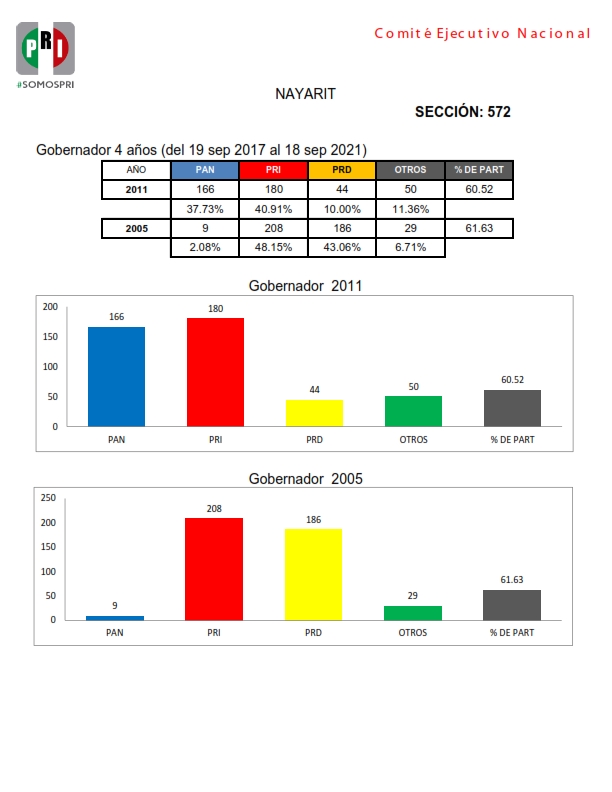 PRI
#SOMOSPRI
Comité Ejecutivo Nacional
NAYARIT
SECCIÓN: 572
Gobernador 4 años (del 19 sep 2017 al 18 sep 2021)
AÑO PAN PRI PRD OTROS % DE PART
2011 166 180 44 50 60.52
37.73% 40.91% 10.00% 11.36%
2005 9 208 186 29 61.63
2.08% 48.15% 43.06% 6.71%
Gobernador 2011
200
150
100
50
0
166
180
44
50
60.52
PAN PRI PRD OTROS % DE PART
Gobernador 2005
250
200
150
100
50
0
9
208
186
29
61.63
PAN PRI PRD OTROS % DE PART